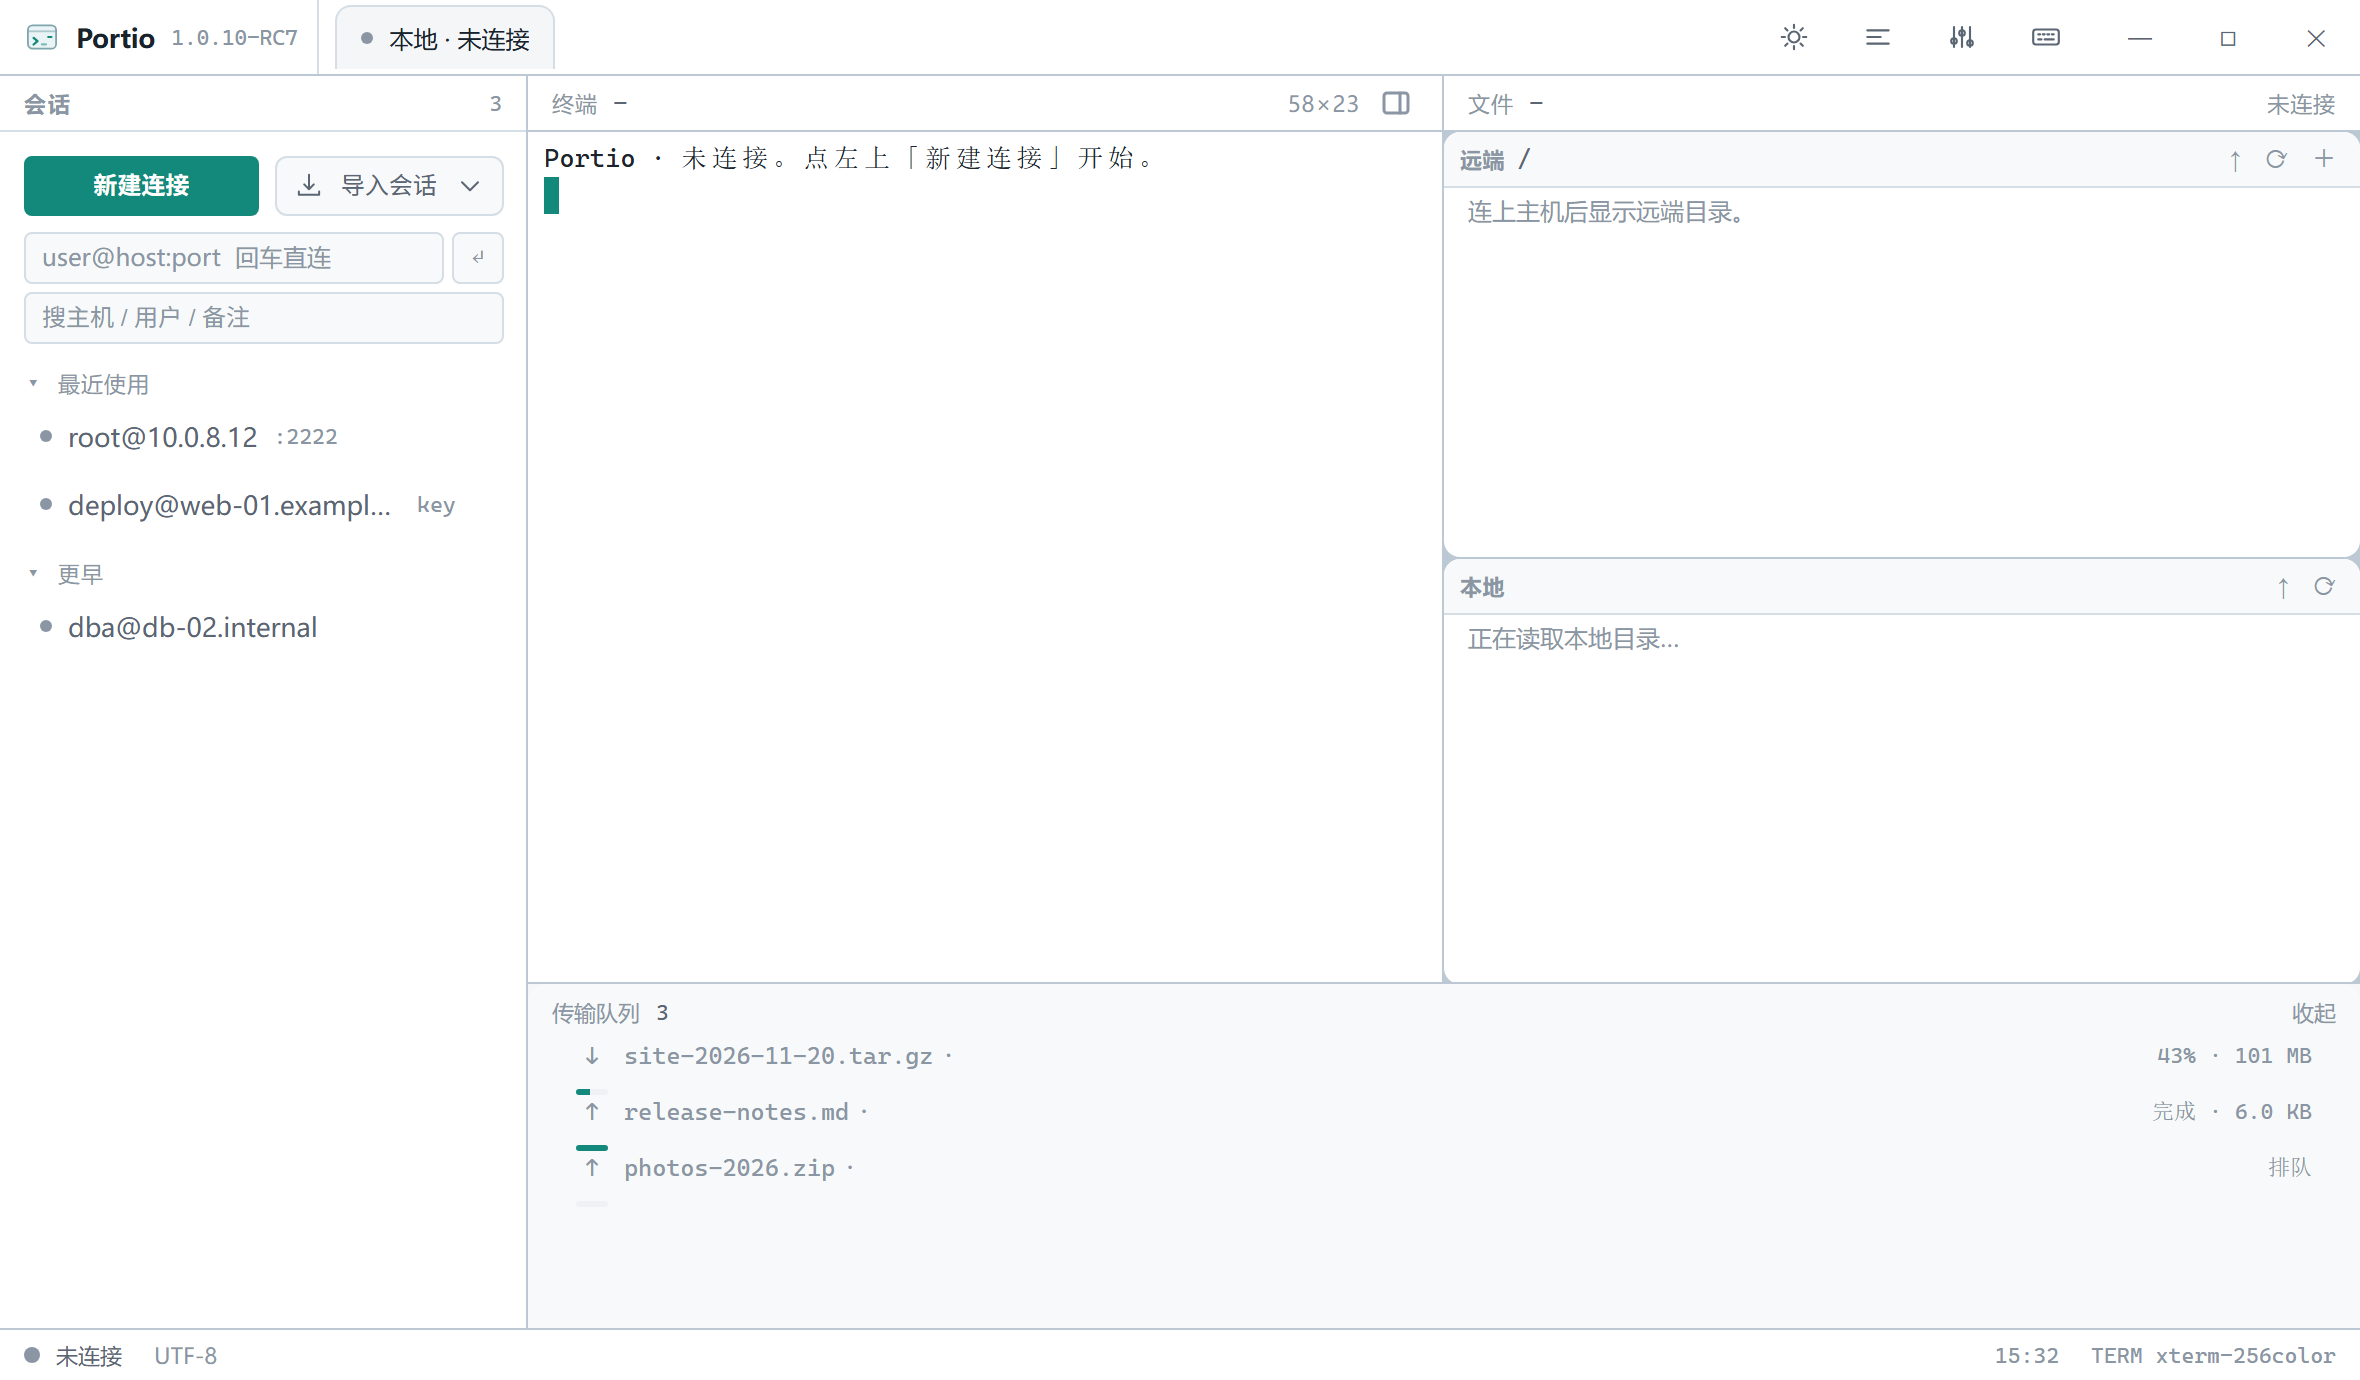 Portio 1.0.10-RC7
本地 · 未连接
会话 3
新建连接
导入会话
user@host:port 回车直连
搜主机 / 用户 / 备注
最近使用
root@10.0.8.12 :2222
deploy@web-01.exampl... key
更早
dba@db-02.internal
终端 –
58×23
Portio · 未连接。点左上「新建连接」开始。
文件 –
未连接
远端 /
连上主机后显示远端目录。
本地
正在读取本地目录...
传输队列 3
收起
site-2026-11-20.tar.gz ·
43% · 101 MB
release-notes.md ·
完成 · 6.0 KB
photos-2026.zip ·
排队
未连接 UTF-8
15:32 TERM xterm-256color